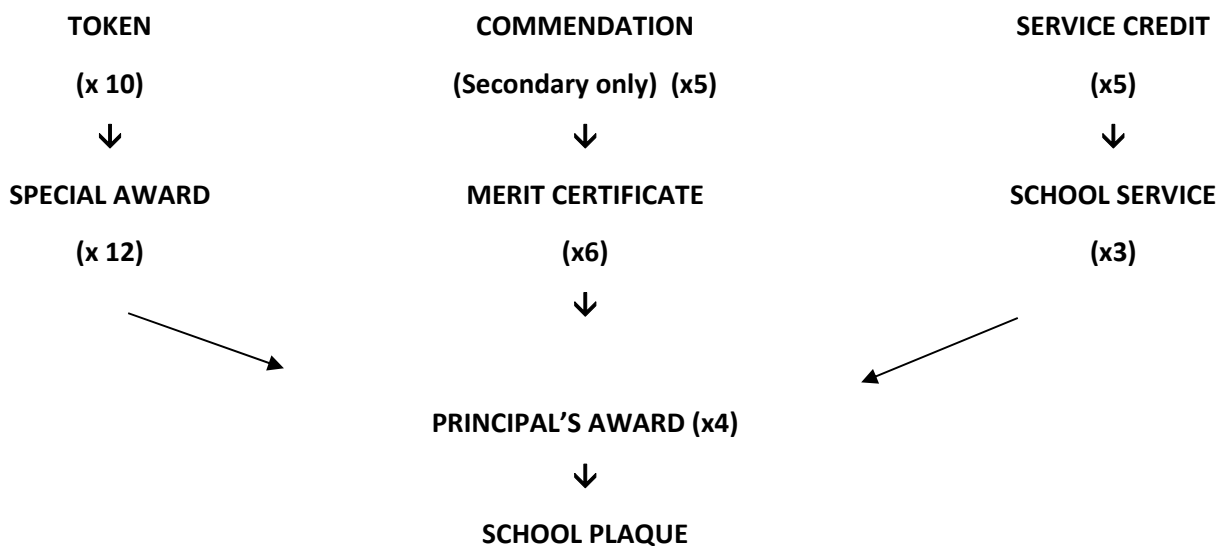 TOKEN COMMENDATION SERVICE CREDIT
(x 10) (Secondary only) (x5) (x5)
SPECIAL AWARD MERIT CERTIFICATE SCHOOL SERVICE
(x 12) (x6) (x3)
PRINCIPAL’S AWARD (x4)
SCHOOL PLAQUE